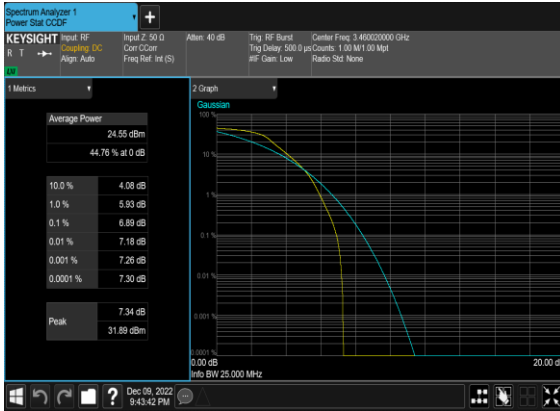 Spectrum Analyzer 1
Power Stat CCDF
KEYSIGHT Input: RF Input Z: 50 Ω Atten: 40 dB Trig: RF Burst Center Freq: 3.460020000 GHz
R T Coupling: DC Corr CCorr Trig Delay: 500.0 µs Counts: 1.00 M/1.00 Mpt
Align: Auto Freq Ref: Int (S) #IF Gain: Low Radio Std: None
1 Metrics
2 Graph
Average Power
24.55 dBm
44.76 % at 0 dB
10.0 % 4.08 dB
1.0 % 5.93 dB
0.1 % 6.89 dB
0.01 % 7.18 dB
0.001 % 7.26 dB
0.0001 % 7.30 dB
Peak
7.34 dB
31.89 dBm
Gaussian
100 %
10 %
1 %
0.1 %
0.01 %
0.001 %
0.0001 %
0.00 dB 20.00 d
Info BW 25.000 MHz
Dec 09, 2022
9:43:42 PM